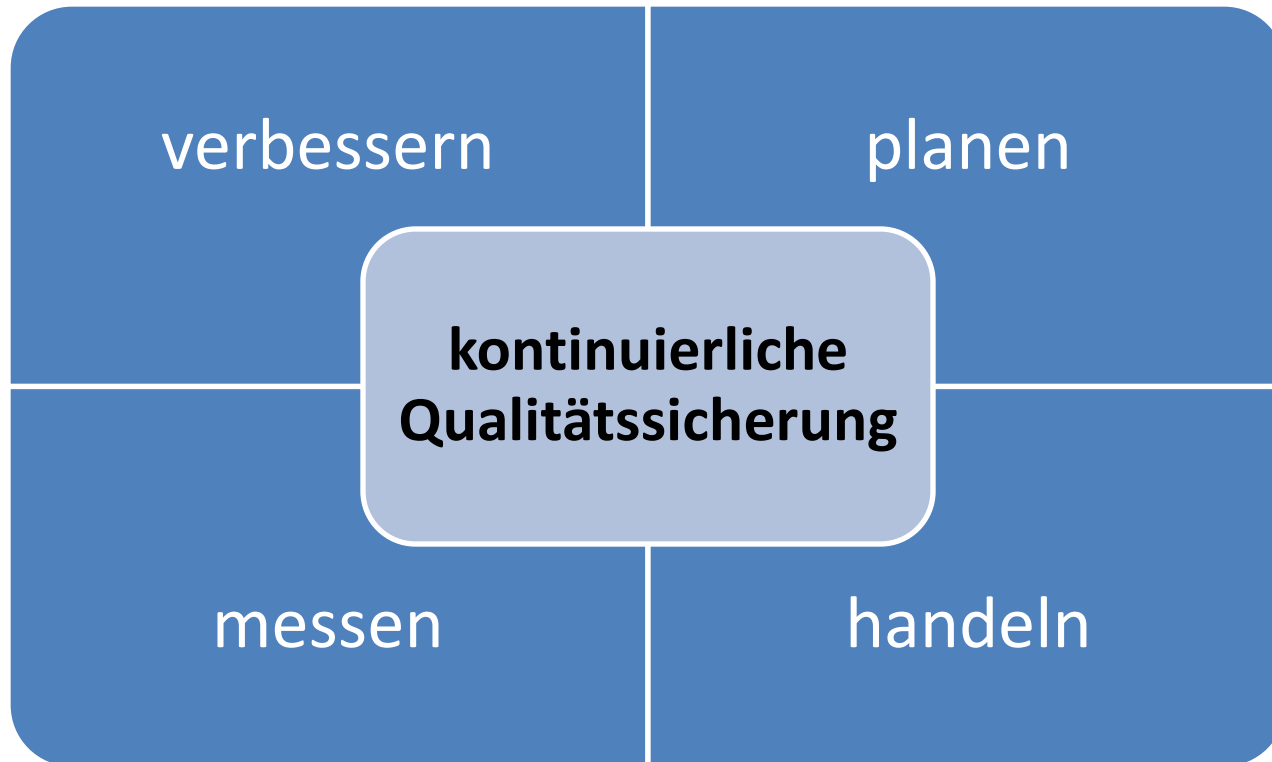 verbessern
planen
kontinuierliche
Qualitätssicherung
messen
handeln